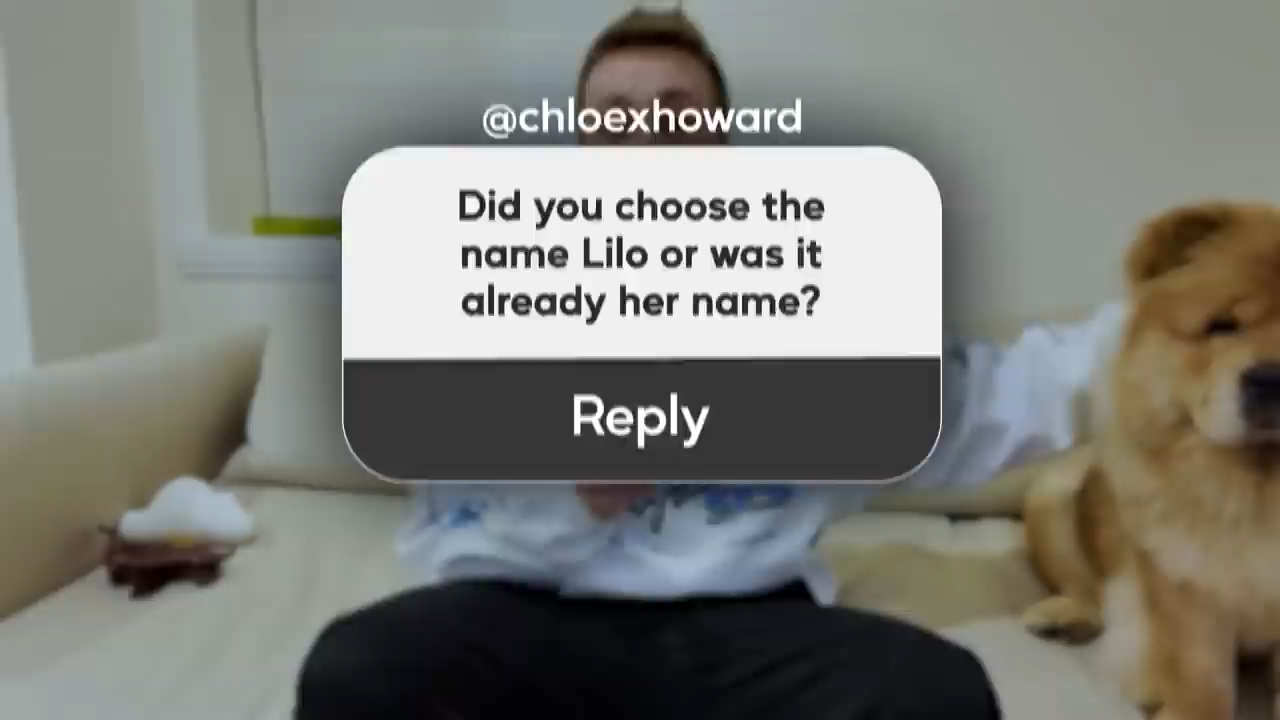 @chloexhoward
Did you choose the
name Lilo or was it
already her name?
Reply